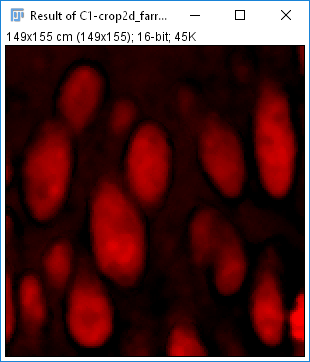 Result of C1-crop2d_farr...
149x155 cm (149x155); 16-bit; 45K